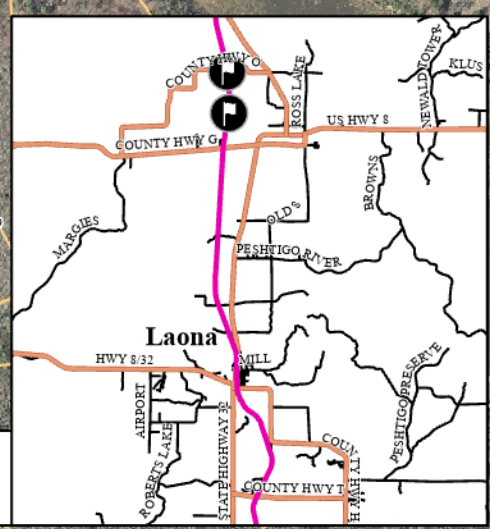 COUNTY HWY O
KLUS
NEWALD TOWER
ROSS LAKE
US HWY 8
COUNTY HWY G
BROWNS
OLD 8
MARGIES
PESHTIGO RIVER
Laona
HWY 8/32
MILL
PESHTIGO PRESERVE
AIRPORT
STATE HIGHWAY 32
ROBERTS LAKE
COUNTY HWY H
COUNTY HWY T